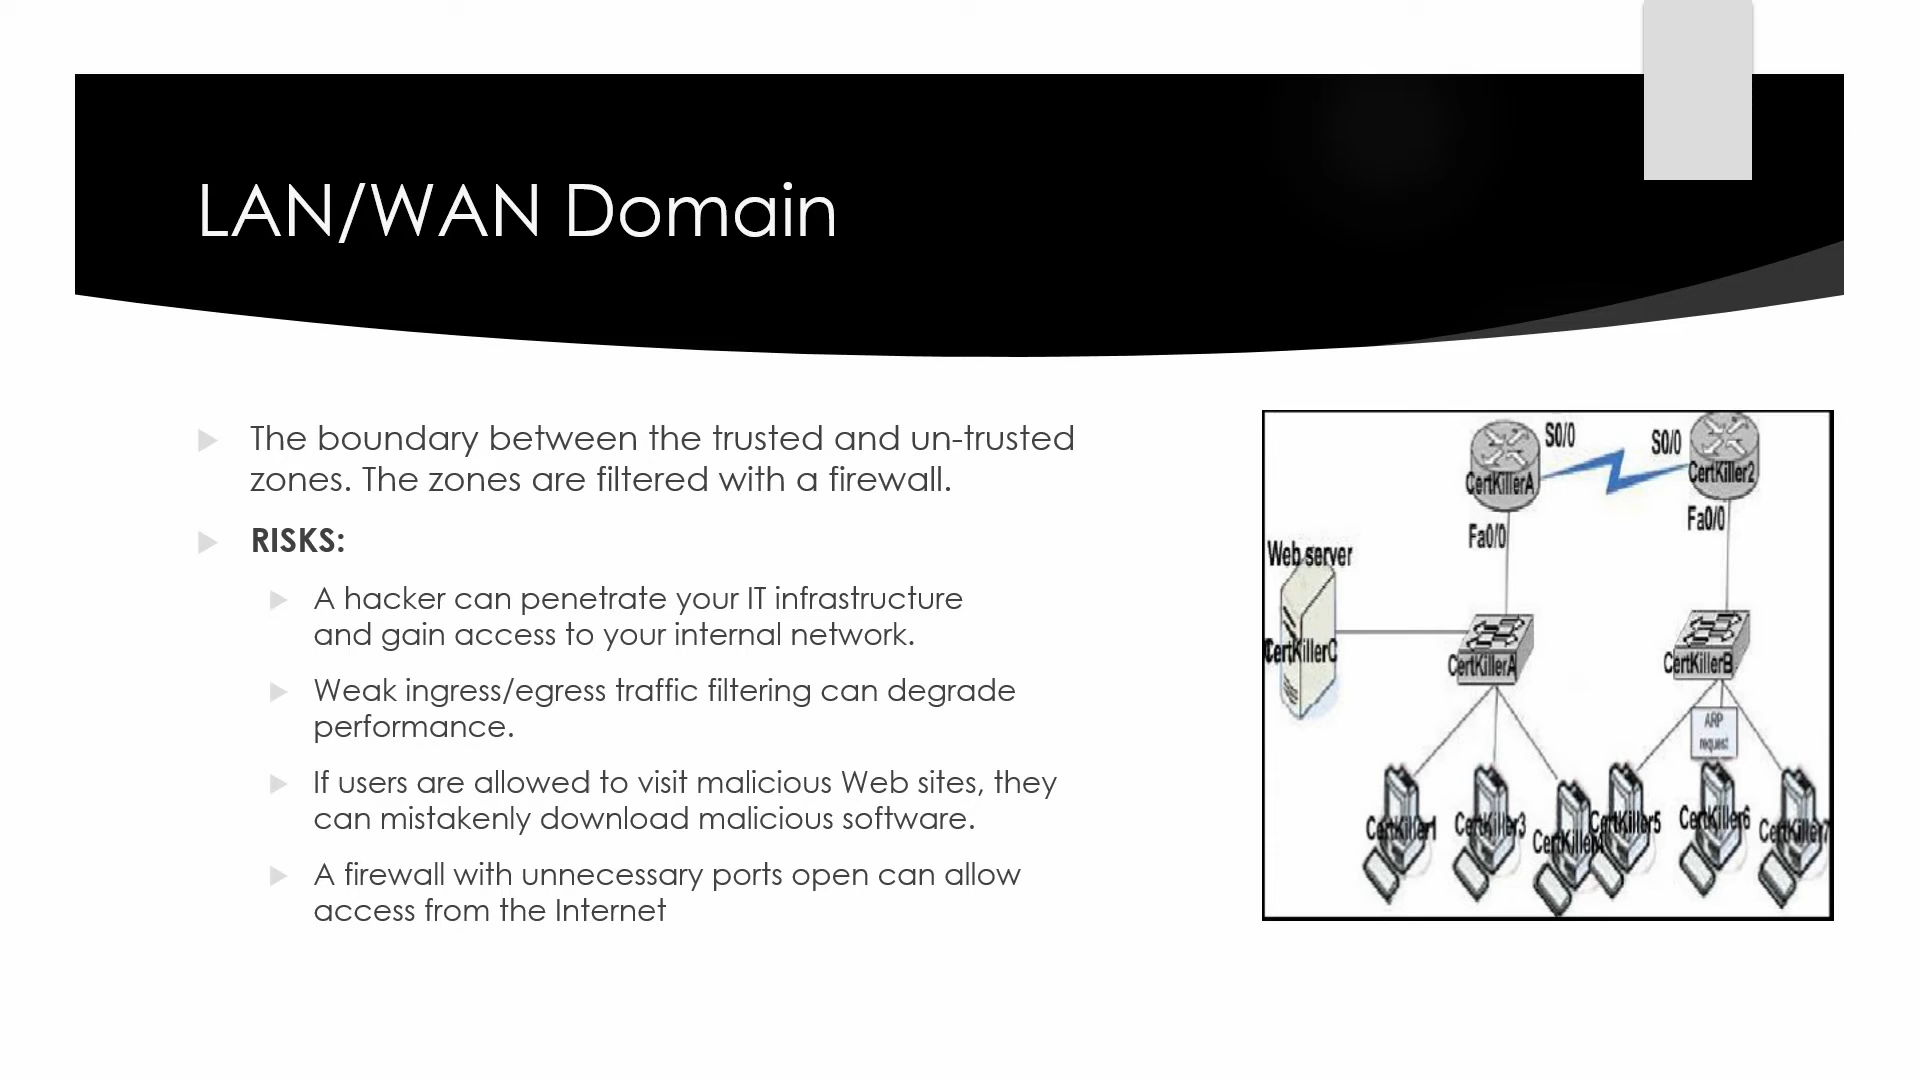 LAN/WAN Domain
The boundary between the trusted and un-trusted
zones. The zones are filtered with a firewall.
RISKS:
A hacker can penetrate your IT infrastructure
and gain access to your internal network.
Weak ingress/egress traffic filtering can degrade
performance.
If users are allowed to visit malicious Web sites, they
can mistakenly download malicious software.
A firewall with unnecessary ports open can allow
access from the Internet
S0/0
S0/0
CertKillerA
CertKiller2
Fa0/0
Fa0/0
Web server
CertKillerC
CertKillerA
CertKillerB
ARP
request
CertKiller1
CertKiller3
CertKiller5
CertKiller6
CertKiller7